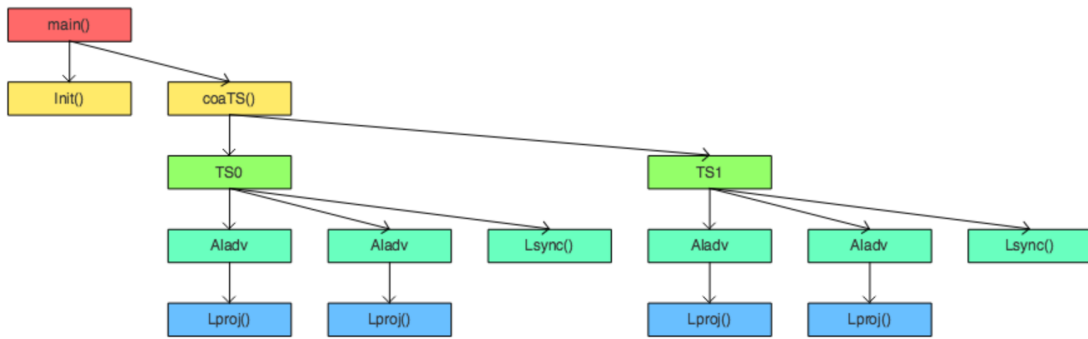 main()
Init()
coaTS()
TS0
TS1
Aladv
Aladv
Lsync()
Aladv
Aladv
Lsync()
Lproj()
Lproj()
Lproj()
Lproj()